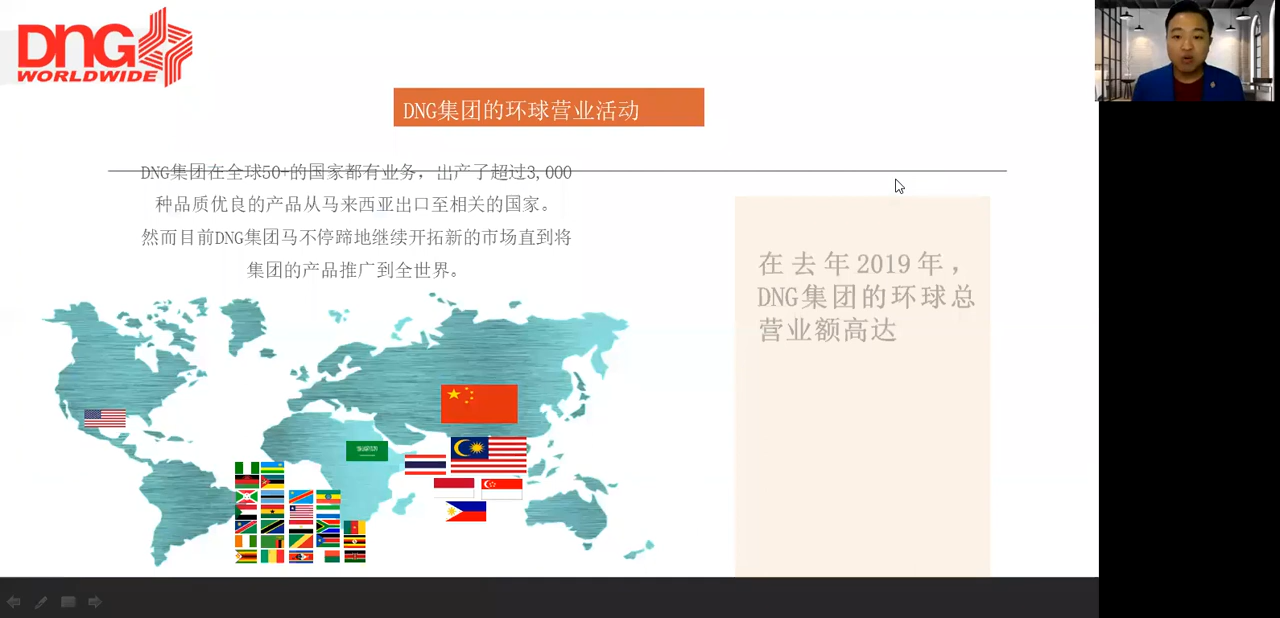 DNG
WORLDWIDE
DNG集团的环球营业活动
DNG集团在全球50+的国家都有业务，出产了超过3,000
种品质优良的产品从马来西亚出口至相关的国家。
然而目前DNG集团马不停蹄地继续开拓新的市场直到将
集团的产品推广到全世界。
在去年2019年，
DNG集团的环球总
营业额高达